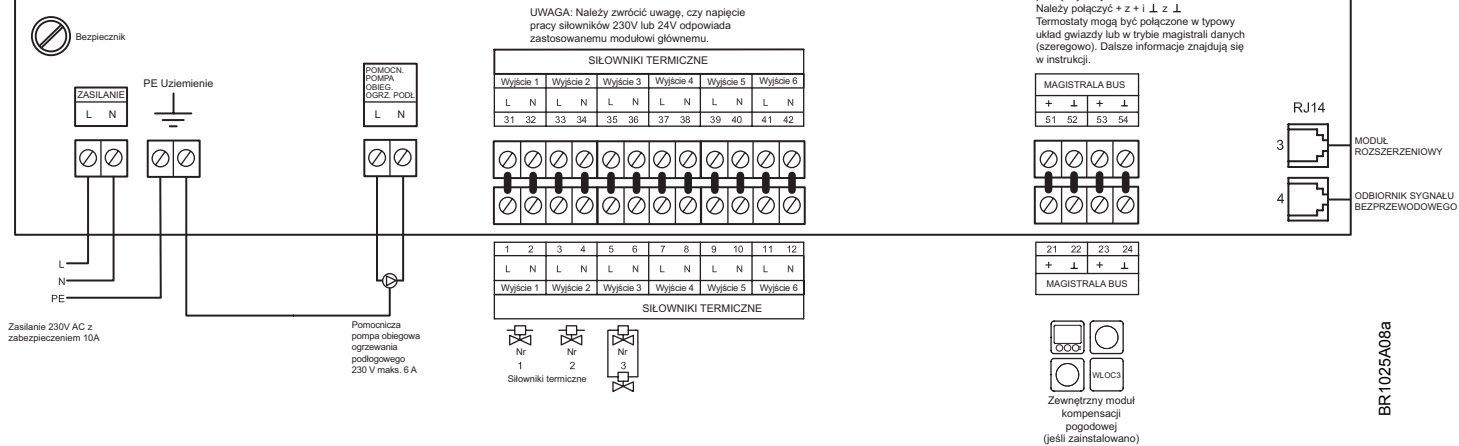 UWAGA: Należy zwrócić uwagę, czy napięcie
pracy siłowników 230V lub 24V odpowiada
zastosowanemu modułowi głównemu.
Należy połączyć + z + i ⊥ z ⊥
Termostaty mogą być połączone w typowy
układ gwiazdy lub w trybie magistrali danych
(szeregowo). Dalsze informacje znajdują się
w instrukcji.
Bezpiecznik
ZASILANIE
L N
PE Uziemienie
POMOCN.
POMPA
OBIEG.
OGRZ. PODŁ
L N
SIŁOWNIKI TERMICZNE
Wyjście 1 Wyjście 2 Wyjście 3 Wyjście 4 Wyjście 5 Wyjście 6
L N L N L N L N L N L N
31 32 33 34 35 36 37 38 39 40 41 42
MAGISTRALA BUS
+ ⊥ + ⊥
51 52 53 54
RJ14
3
MODUŁ
ROZSZERZENIOWY
4
ODBIORNIK SYGNAŁU
BEZPRZEWODOWEGO
1 2 3 4 5 6 7 8 9 10 11 12
L N L N L N L N L N L N
Wyjście 1 Wyjście 2 Wyjście 3 Wyjście 4 Wyjście 5 Wyjście 6
SIŁOWNIKI TERMICZNE
21 22 23 24
+ ⊥ + ⊥
MAGISTRALA BUS
L
N
PE
Zasilanie 230V AC z
zabezpieczeniem 10A
Pomocnicza
pompa obiegowa
ogrzewania
podłogowego
230 V maks. 6 A
Nr Nr Nr
1 2 3
Siłowniki termiczne
WLOC3
Zewnętrzny moduł
kompensacji
pogodowej
(jeśli zainstalowano)
BR1025A08a